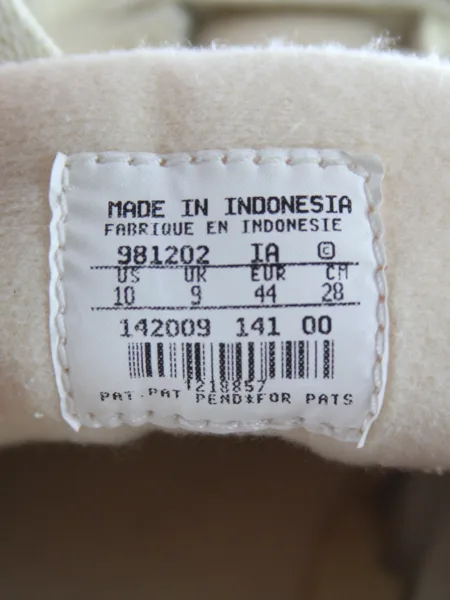 MADE IN INDONESIA
FABRIQUE EN INDONESIE
981202 IA ©
US UK EUR CM
10 9 44 28
142009 141 00
1218857
PAT.PAT PEND*FOR PATS